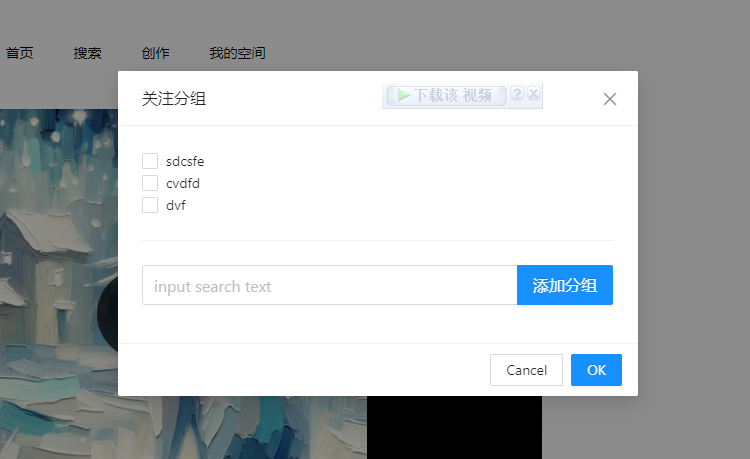 首页 搜索 创作 我的空间
关注分组
下载该 视频 ? X
sdcsfe
cvdfd
dvf
input search text 添加分组
Cancel OK